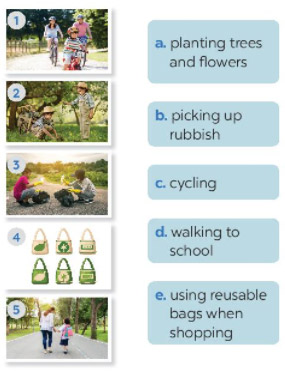 1
a. planting trees
and flowers
2
b. picking up
rubbish
3
c. cycling
4
d. walking to
school
5
e. using reusable
bags when
shopping